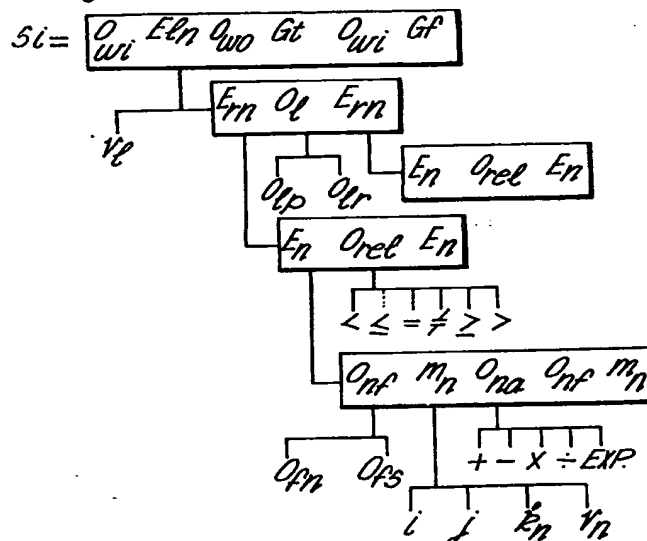 Si = O_wi Eln O_wo Gt O_wi Gf
V_l E_rn O_l E_rn
O_lp O_lr E_n O_rel E_n
E_n O_rel E_n
< ≤ = ≠ ≥ >
O_nf m_n O_na O_nf m_n
O_fn O_fs + - x ÷ EXP.
i j k_n V_n